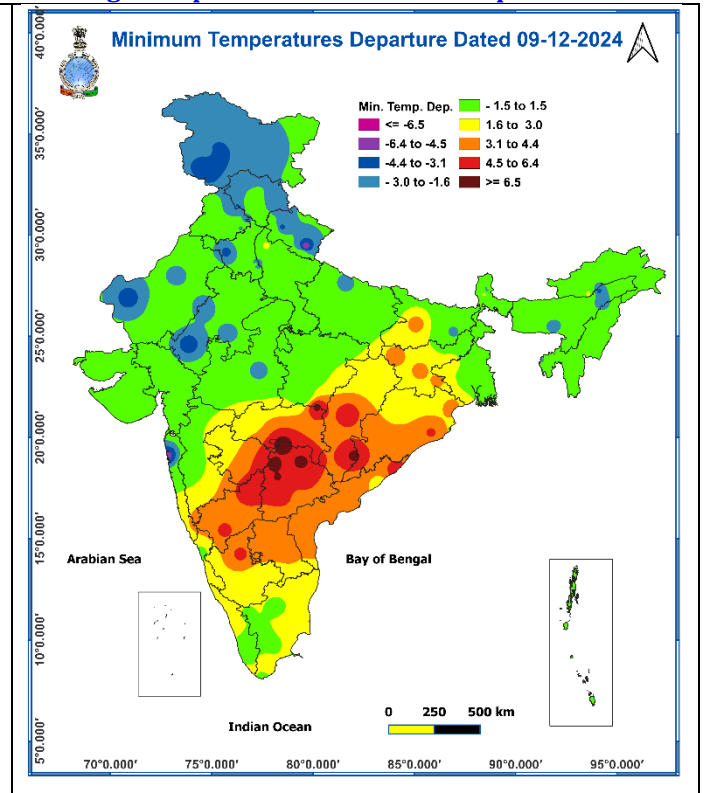 Minimum Temperatures Departure Dated 09-12-2024
Min. Temp. Dep.
<= -6.5
-6.4 to -4.5
-4.4 to -3.1
- 3.0 to -1.6
- 1.5 to 1.5
1.6 to 3.0
3.1 to 4.4
4.5 to 6.4
>= 6.5
40°0.000'
35°0.000'
30°0.000'
25°0.000'
20°0.000'
15°0.000'
10°0.000'
5°0.000'
Arabian Sea
Bay of Bengal
Indian Ocean
0 250 500 km
70°0.000' 75°0.000' 80°0.000' 85°0.000' 90°0.000' 95°0.000'